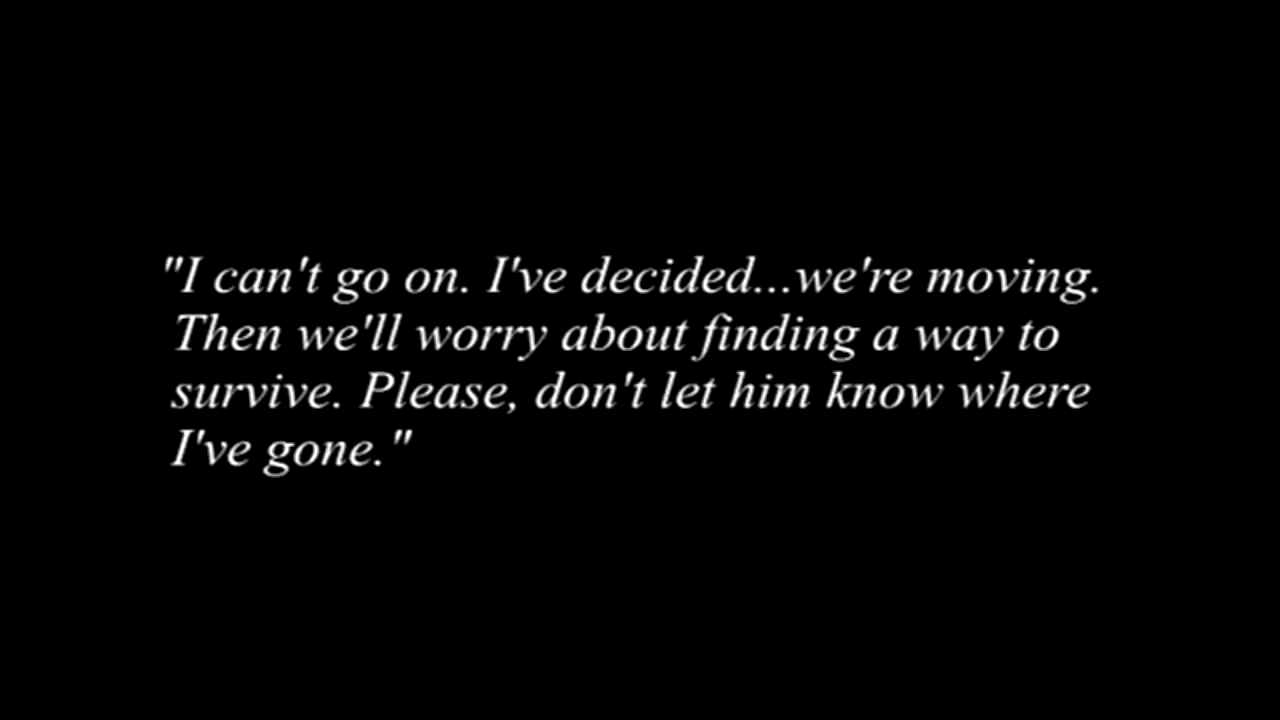 "I can't go on. I've decided...we're moving.
Then we'll worry about finding a way to
survive. Please, don't let him know where
I've gone."